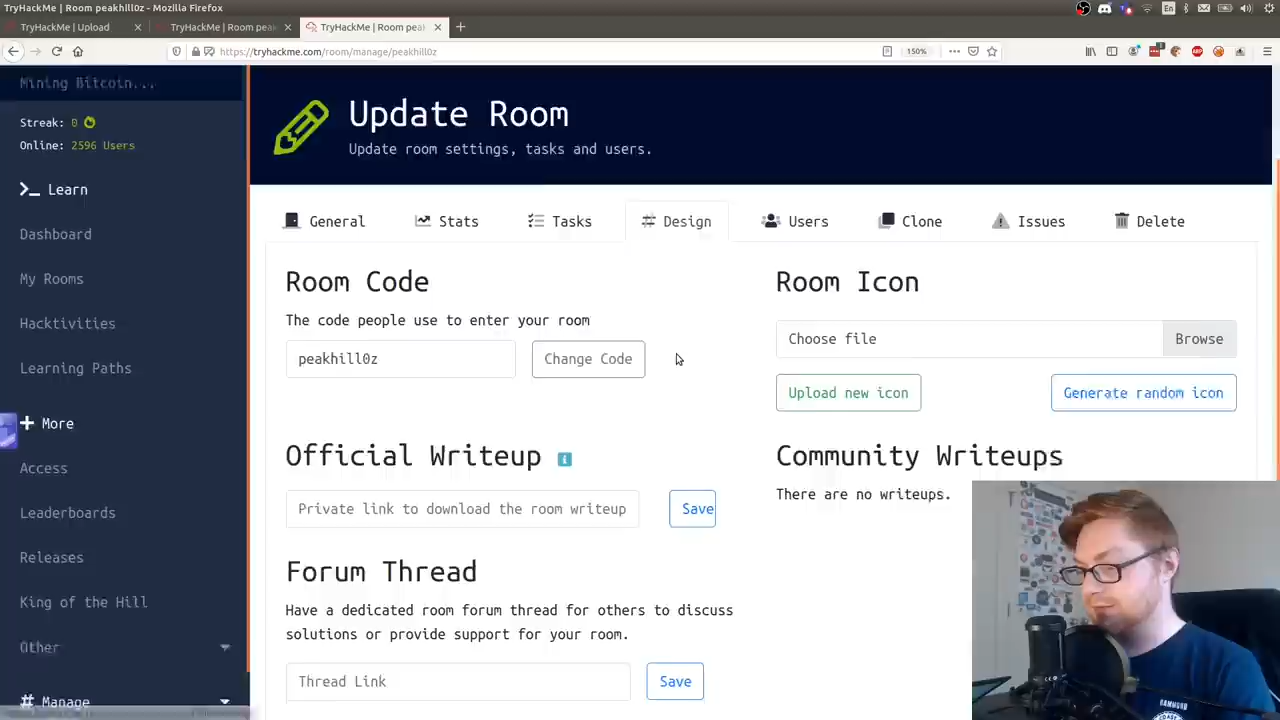 TryHackMe | Room peakhill0z - Mozilla Firefox
TryHackMe | Upload
TryHackMe | Room pea
TryHackMe | Room pea
En
https://tryhackme.com/room/manage/peakhill0z
150%
Mining Bitcoin...
Streak: 0
Online: 2596 Users
Learn
Dashboard
My Rooms
Hacktivities
Learning Paths
More
Access
Leaderboards
Releases
King of the Hill
Other
Manage
Update Room
Update room settings, tasks and users.
General
Stats
Tasks
Design
Users
Clone
Issues
Delete
Room Code
The code people use to enter your room
peakhill0z
Change Code
Room Icon
Choose file
Browse
Upload new icon
Generate random icon
Official Writeup
Private link to download the room writeup
Save
Community Writeups
There are no writeups.
Forum Thread
Have a dedicated room forum thread for others to discuss
solutions or provide support for your room.
Thread Link
Save